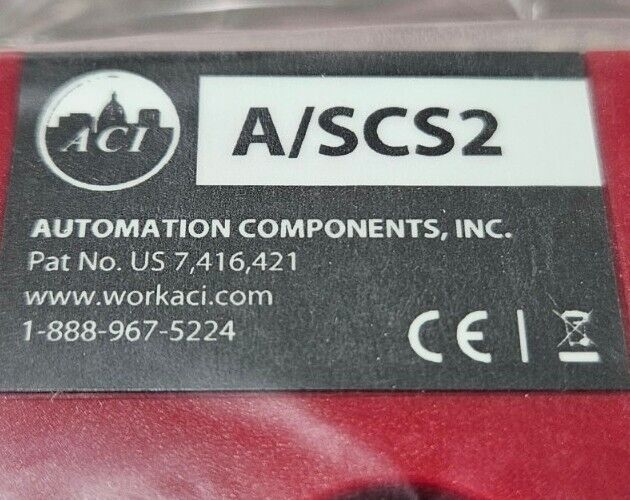 ACI
A/SCS2
AUTOMATION COMPONENTS, INC.
Pat No. US 7,416,421
www.workaci.com
1-888-967-5224
CE